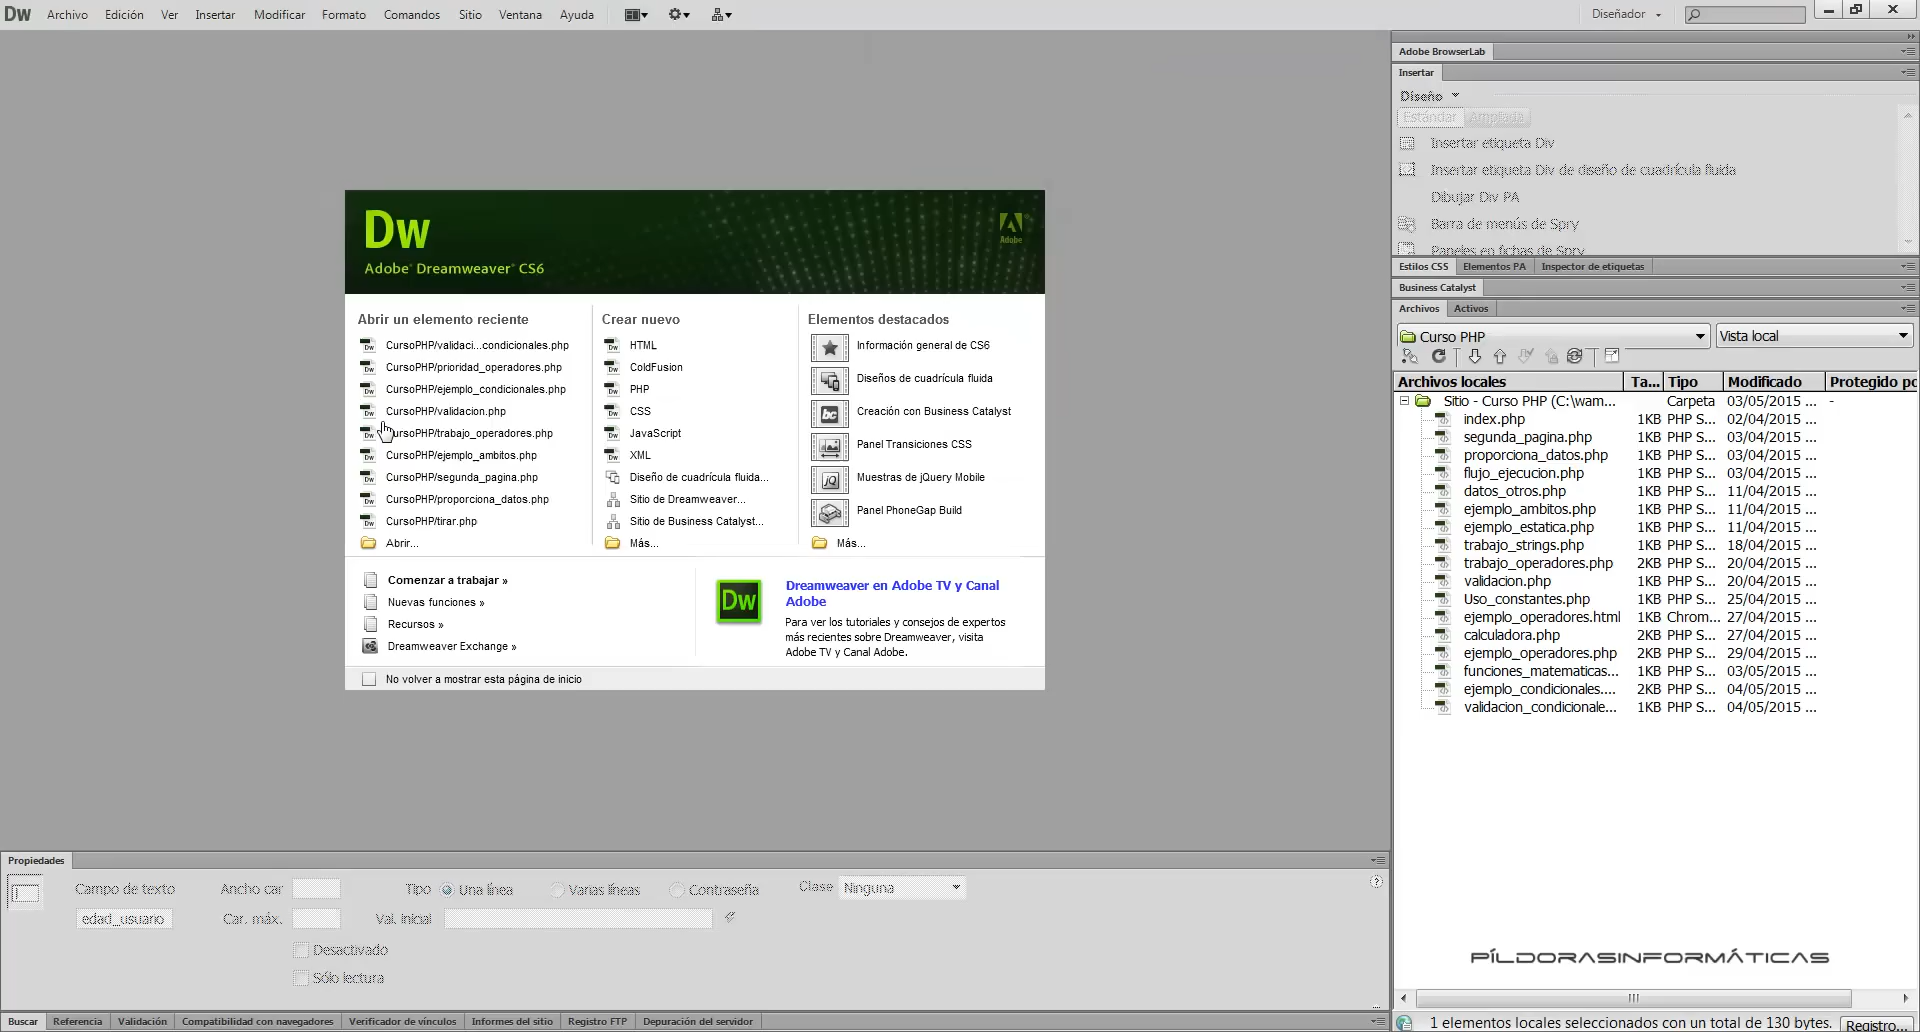 Dw Archivo Edición Ver Insertar Modificar Formato Comandos Sitio Ventana Ayuda Diseñador
Dw
Adobe® Dreamweaver® CS6
Adobe
Abrir un elemento reciente
CursoPHP/validaci...condicionales.php
CursoPHP/prioridad_operadores.php
CursoPHP/ejemplo_condicionales.php
CursoPHP/validacion.php
ursoPHP/trabajo_operadores.php
CursoPHP/ejemplo_ambitos.php
CursoPHP/segunda_pagina.php
CursoPHP/proporciona_datos.php
CursoPHP/tirar.php
Abrir...
Crear nuevo
HTML
ColdFusion
PHP
CSS
JavaScript
XML
Diseño de cuadrícula fluida...
Sitio de Dreamweaver...
Sitio de Business Catalyst...
Más...
Elementos destacados
Información general de CS6
Diseños de cuadrícula fluida
Creación con Business Catalyst
Panel Transiciones CSS
Muestras de jQuery Mobile
Panel PhoneGap Build
Más...
Comenzar a trabajar »
Nuevas funciones »
Recursos »
Dreamweaver Exchange »
Dw
Dreamweaver en Adobe TV y Canal
Adobe
Para ver los tutoriales y consejos de expertos
más recientes sobre Dreamweaver, visita
Adobe TV y Canal Adobe.
No volver a mostrar esta página de inicio
Adobe BrowserLab
Insertar
Diseño
Estándar Ampliada
Insertar etiqueta Div
Insertar etiqueta Div de diseño de cuadrícula fluida
Dibujar Div PA
Barra de menús de Spry
Paneles en fichas de Spry
Estilos CSS Elementos PA Inspector de etiquetas
Business Catalyst
Archivos Activos
Curso PHP Vista local
Archivos locales Ta... Tipo Modificado Protegido po
Sitio - Curso PHP (C:\wam... Carpeta 03/05/2015 ... -
index.php 1KB PHP S... 02/04/2015 ...
segunda_pagina.php 1KB PHP S... 03/04/2015 ...
proporciona_datos.php 1KB PHP S... 03/04/2015 ...
flujo_ejecucion.php 1KB PHP S... 03/04/2015 ...
datos_otros.php 1KB PHP S... 11/04/2015 ...
ejemplo_ambitos.php 1KB PHP S... 11/04/2015 ...
ejemplo_estatica.php 1KB PHP S... 11/04/2015 ...
trabajo_strings.php 1KB PHP S... 18/04/2015 ...
trabajo_operadores.php 2KB PHP S... 20/04/2015 ...
validacion.php 1KB PHP S... 20/04/2015 ...
Uso_constantes.php 1KB PHP S... 25/04/2015 ...
ejemplo_operadores.html 1KB Chrom... 27/04/2015 ...
calculadora.php 2KB PHP S... 27/04/2015 ...
ejemplo_operadores.php 2KB PHP S... 29/04/2015 ...
funciones_matematicas... 1KB PHP S... 03/05/2015 ...
ejemplo_condicionales.... 2KB PHP S... 04/05/2015 ...
validacion_condicionale... 1KB PHP S... 04/05/2015 ...
PÍLDORASINFORMÁTICAS
1 elementos locales seleccionados con un total de 130 bytes. Registro...
Propiedades
Campo de texto Ancho car Tipo Una línea Varias líneas Contraseña Clase Ninguna
edad_usuario Car. máx. Val. inicial
Desactivado
Sólo lectura
Buscar Referencia Validación Compatibilidad con navegadores Verificador de vínculos Informes del sitio Registro FTP Depuración del servidor